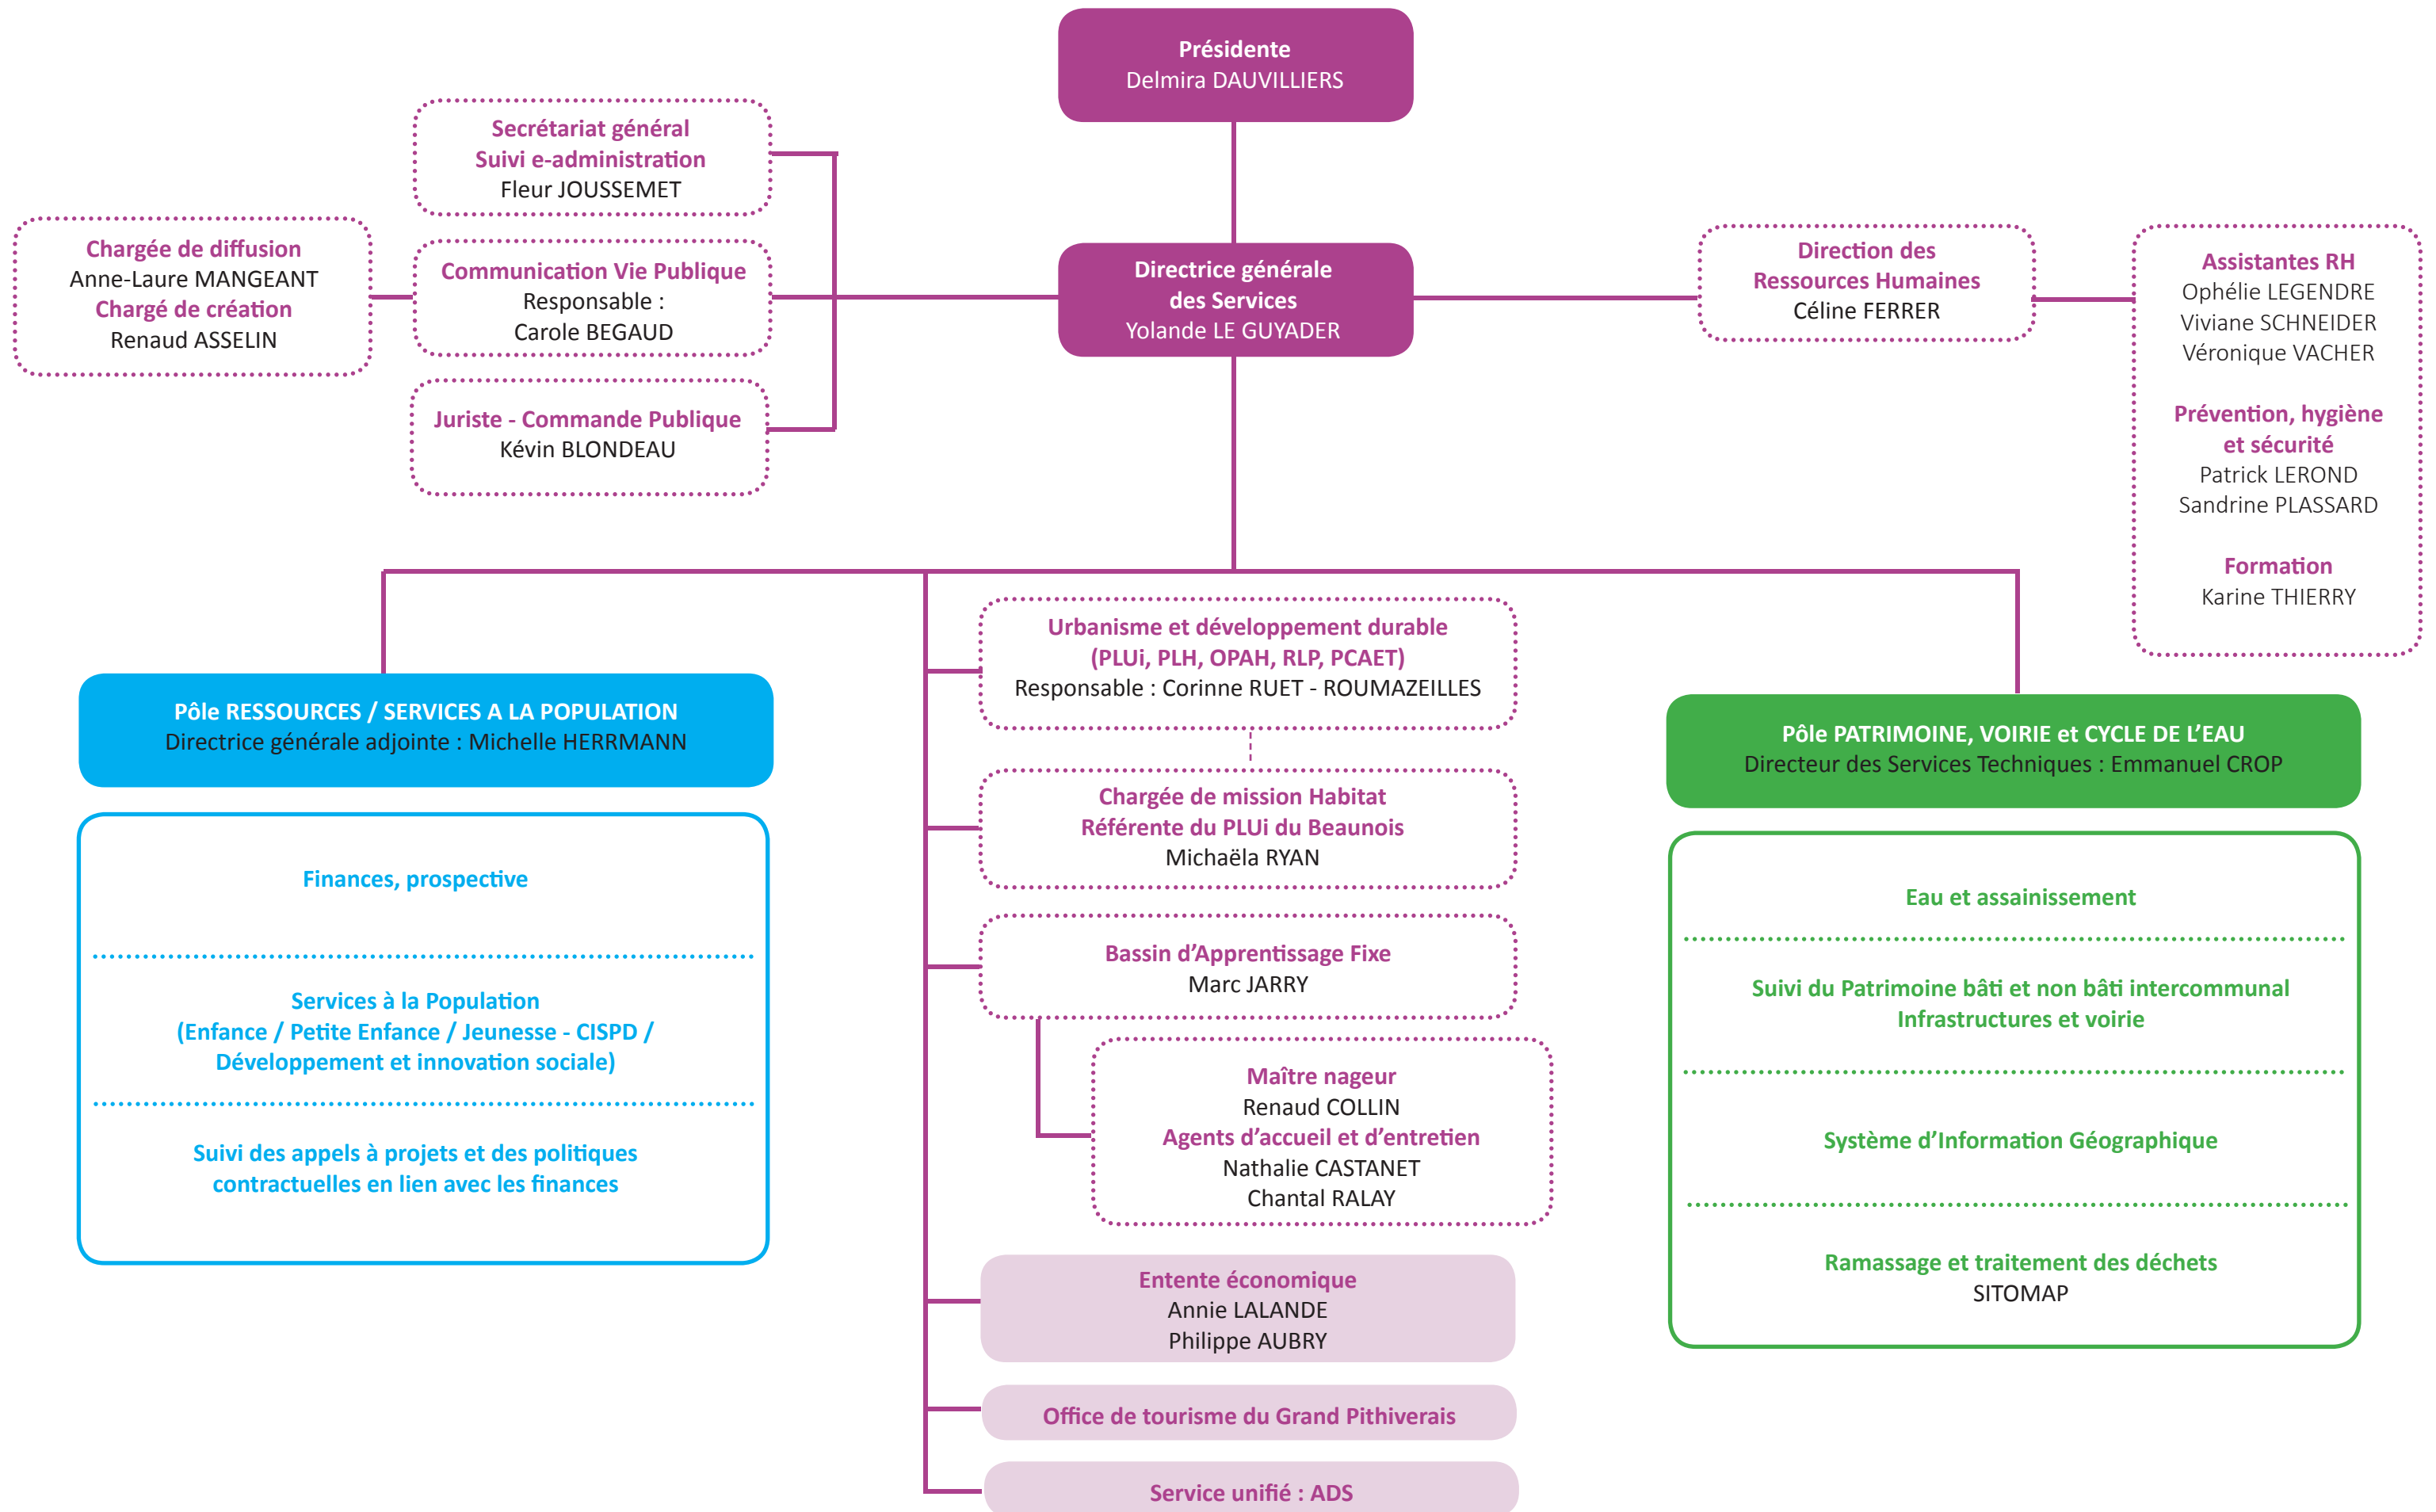 Présidente
Delmira DAUVILLIERS
Secrétariat général
Suivi e-administration
Fleur JOUSSEMET
Chargée de diffusion
Anne-Laure MANGEANT
Chargé de création
Renaud ASSELIN
Communication Vie Publique
Responsable :
Carole BEGAUD
Juriste - Commande Publique
Kévin BLONDEAU
Directrice générale
des Services
Yolande LE GUYADER
Direction des
Ressources Humaines
Céline FERRER
Assistantes RH
Ophélie LEGENDRE
Viviane SCHNEIDER
Véronique VACHER
Prévention, hygiène
et sécurité
Patrick LEROND
Sandrine PLASSARD
Formation
Karine THIERRY
Pôle RESSOURCES / SERVICES A LA POPULATION
Directrice générale adjointe : Michelle HERRMANN
Finances, prospective
Services à la Population
(Enfance / Petite Enfance / Jeunesse - CISPD /
Développement et innovation sociale)
Suivi des appels à projets et des politiques
contractuelles en lien avec les finances
Urbanisme et développement durable
(PLUi, PLH, OPAH, RLP, PCAET)
Responsable : Corinne RUET - ROUMAZEILLES
Chargée de mission Habitat
Référente du PLUi du Beaunois
Michaëla RYAN
Bassin d'Apprentissage Fixe
Marc JARRY
Maître nageur
Renaud COLLIN
Agents d'accueil et d'entretien
Nathalie CASTANET
Chantal RALAY
Entente économique
Annie LALANDE
Philippe AUBRY
Office de tourisme du Grand Pithiverais
Service unifié : ADS
Pôle PATRIMOINE, VOIRIE et CYCLE DE L'EAU
Directeur des Services Techniques : Emmanuel CROP
Eau et assainissement
Suivi du Patrimoine bâti et non bâti intercommunal
Infrastructures et voirie
Système d'Information Géographique
Ramassage et traitement des déchets
SITOMAP